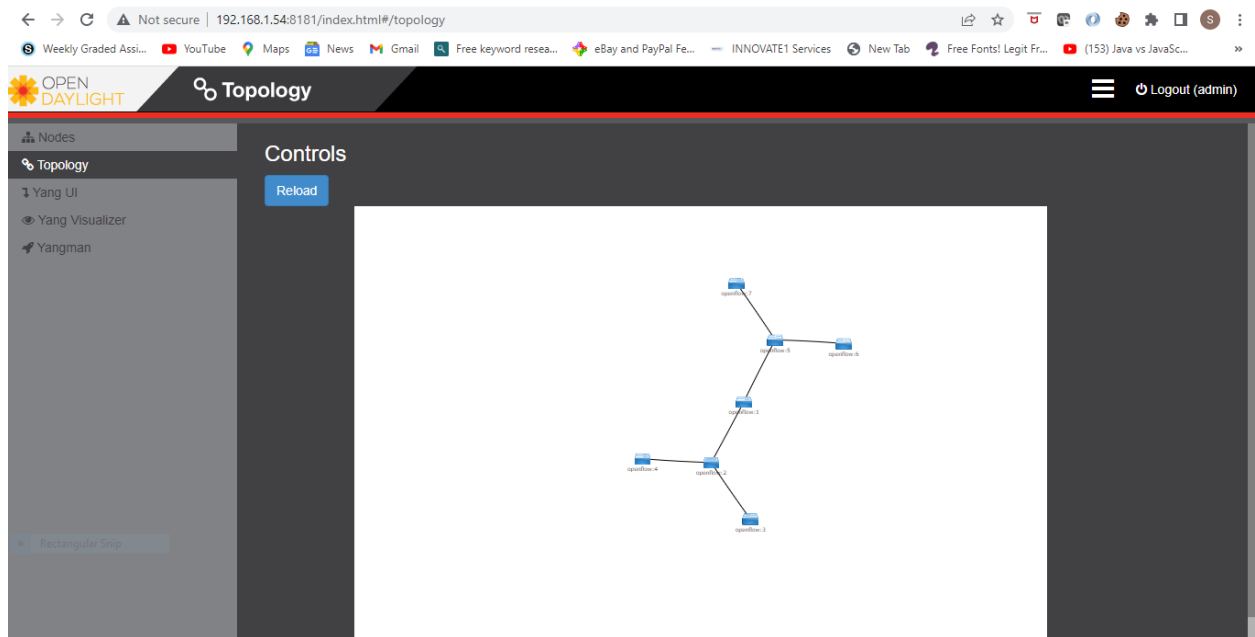 Not secure | 192.168.1.54:8181/index.html#/topology
S
Weekly Graded Assi... YouTube Maps News Gmail Free keyword resea... eBay and PayPal Fe... INNOVATE1 Services New Tab Free Fonts! Legit Fr... (153) Java vs JavaSc... »
OPEN
DAYLIGHT
Topology
Logout (admin)
Nodes
Topology
Yang UI
Yang Visualizer
Yangman
Controls
Reload
openflow:7
openflow:5
openflow:6
openflow:1
openflow:4
openflow:2
openflow:3
Rectangular Snip